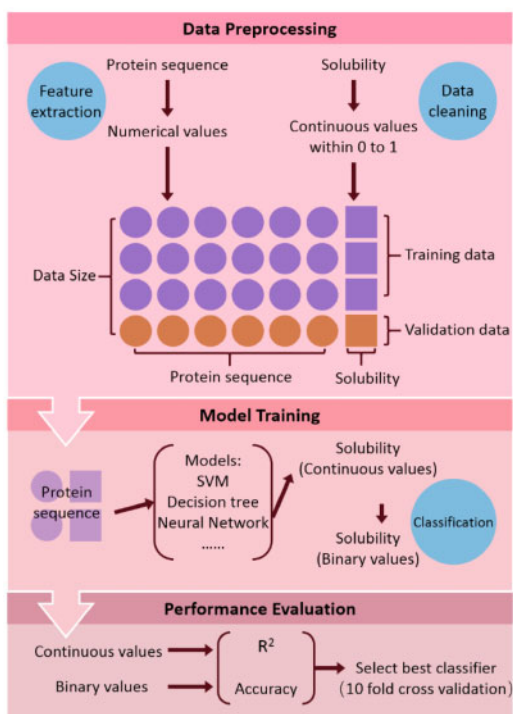 Data Preprocessing
Protein sequence
Solubility
Feature
extraction
Data
cleaning
Numerical values
Continuous values
within 0 to 1
Data Size
Training data
Validation data
Protein sequence
Solubility
Model Training
Protein
sequence
Models:
SVM
Decision tree
Neural Network
......
Solubility
(Continuous values)
Solubility
(Binary values)
Classification
Performance Evaluation
Continuous values
R²
Binary values
Accuracy
Select best classifier
(10 fold cross validation)